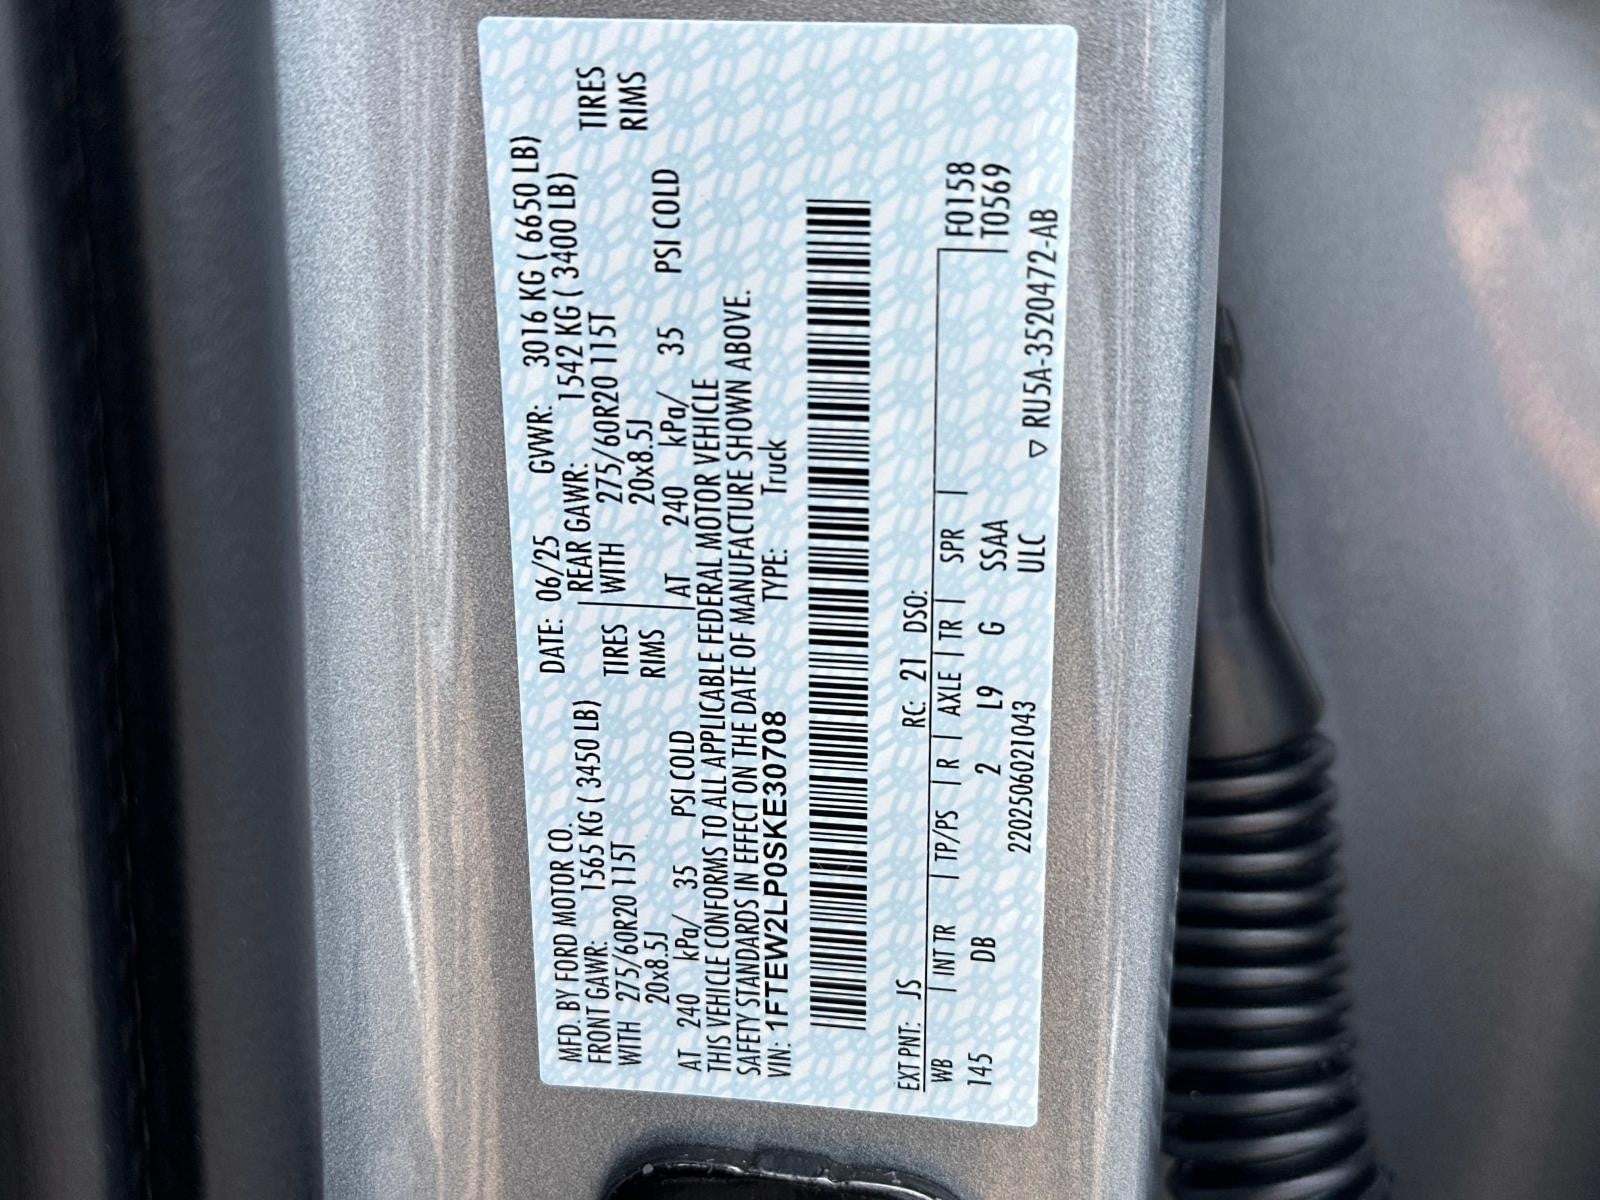 MFD. BY FORD MOTOR CO. DATE: 06/25 GVWR: 3016 KG ( 6650 LB)
FRONT GAWR: 1565 KG ( 3450 LB) REAR GAWR: 1542 KG ( 3400 LB)
WITH 275/60R20 115T TIRES WITH 275/60R20 115T TIRES
20x8.5J RIMS 20x8.5J RIMS
AT 240 kPa/ 35 PSI COLD AT 240 kPa/ 35 PSI COLD
THIS VEHICLE CONFORMS TO ALL APPLICABLE FEDERAL MOTOR VEHICLE
SAFETY STANDARDS IN EFFECT ON THE DATE OF MANUFACTURE SHOWN ABOVE.
VIN: 1FTEW2LP0SKE30708 TYPE: Truck
EXT PNT: JS RC: 21 DSO:
WB INT TR TP/PS R AXLE TR SPR F0158
145 DB 2 L9 G SSAA T0569
2202506021043 ULC ▽ RU5A-3520472-AB